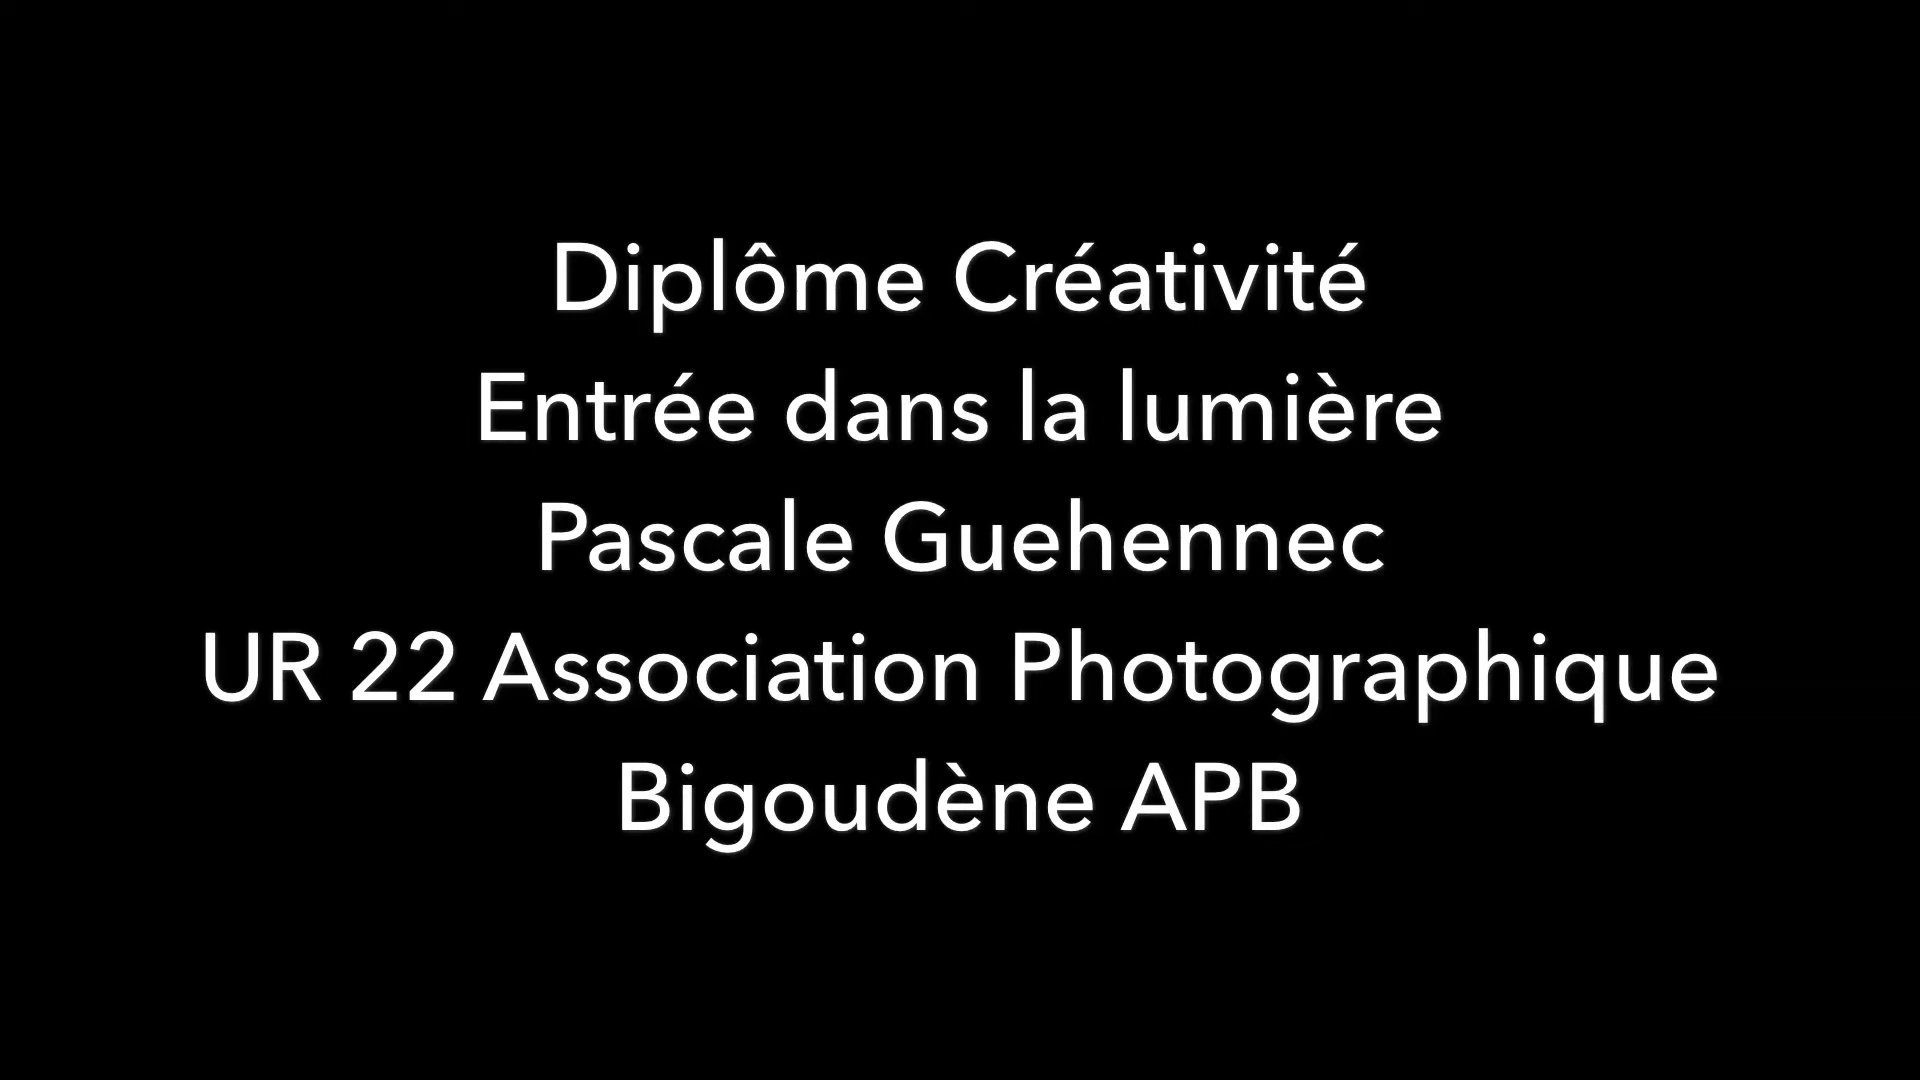 Diplôme Créativité
Entrée dans la lumière
Pascale Guehennec
UR 22 Association Photographique
Bigoudène APB